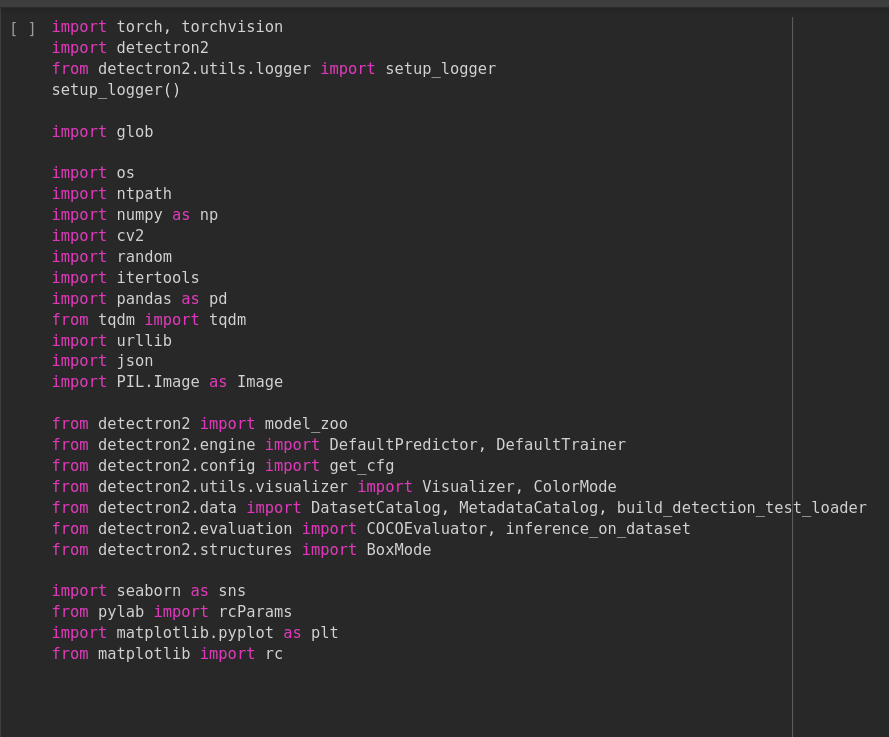 [ ] import torch, torchvision
import detectron2
from detectron2.utils.logger import setup_logger
setup_logger()
import glob
import os
import ntpath
import numpy as np
import cv2
import random
import itertools
import pandas as pd
from tqdm import tqdm
import urllib
import json
import PIL.Image as Image
from detectron2 import model_zoo
from detectron2.engine import DefaultPredictor, DefaultTrainer
from detectron2.config import get_cfg
from detectron2.utils.visualizer import Visualizer, ColorMode
from detectron2.data import DatasetCatalog, MetadataCatalog, build_detection_test_loader
from detectron2.evaluation import COCOEvaluator, inference_on_dataset
from detectron2.structures import BoxMode
import seaborn as sns
from pylab import rcParams
import matplotlib.pyplot as plt
from matplotlib import rc